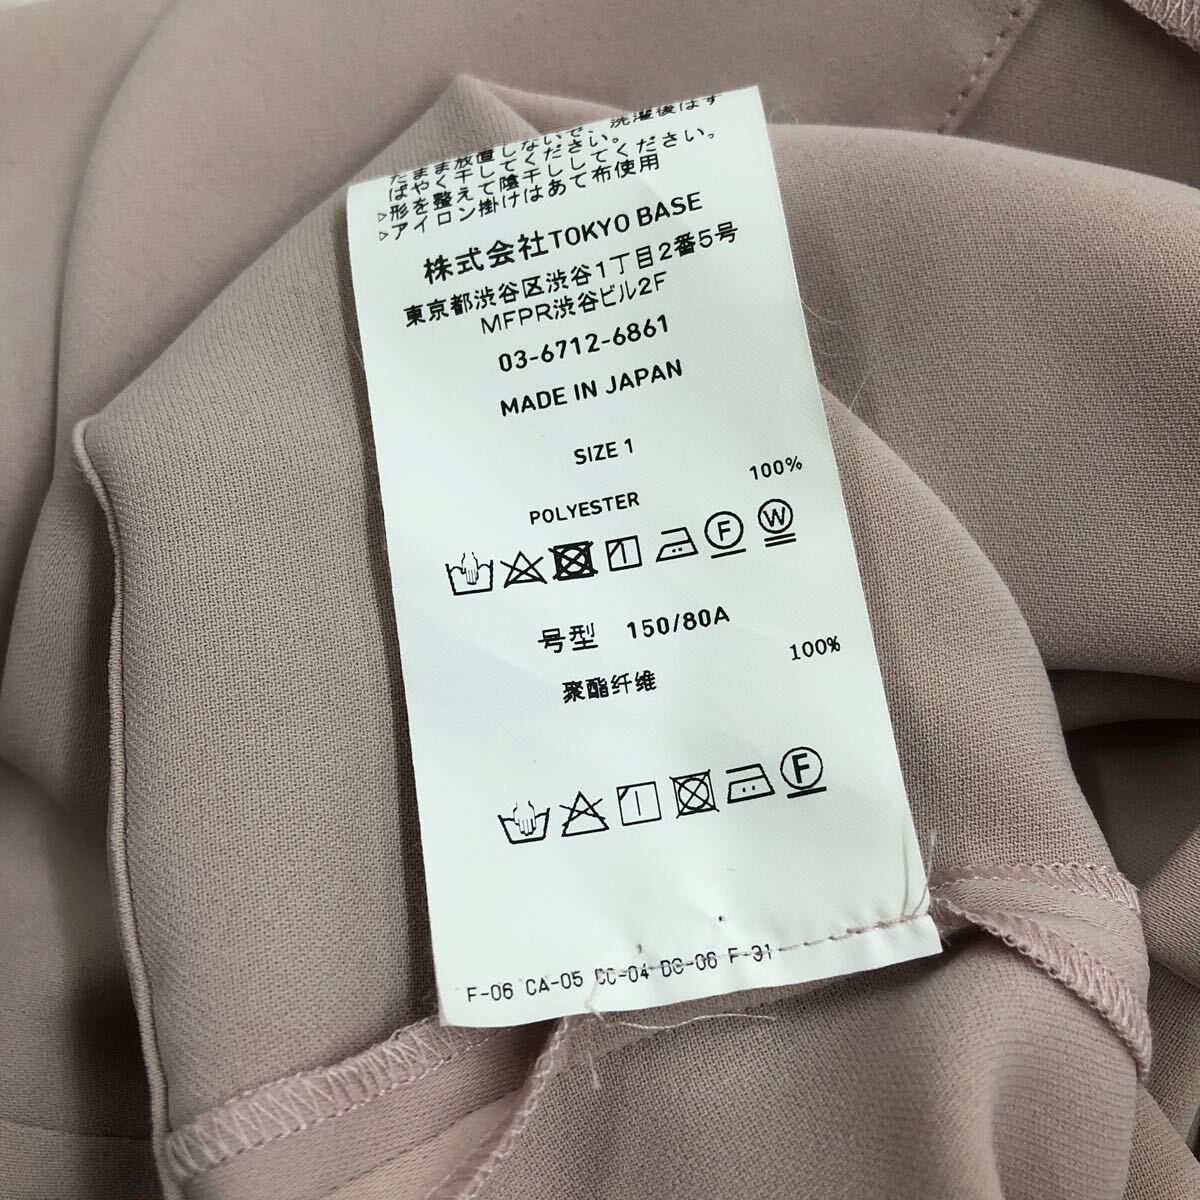 ないで、洗濯後はす
たまま放置し
ばやく干してください。
▷形を整えて陰干ししてください。
▷アイロン掛けはあて布使用
株式会社TOKYO BASE
東京都渋谷区渋谷1丁目2番5号
MFPR渋谷ビル2F
03-6712-6861
MADE IN JAPAN
SIZE 1
POLYESTER 100%
F W
号型 150/80A
聚酯纤维 100%
F
F-06 CA-05 CC-04 DC-06 F-31